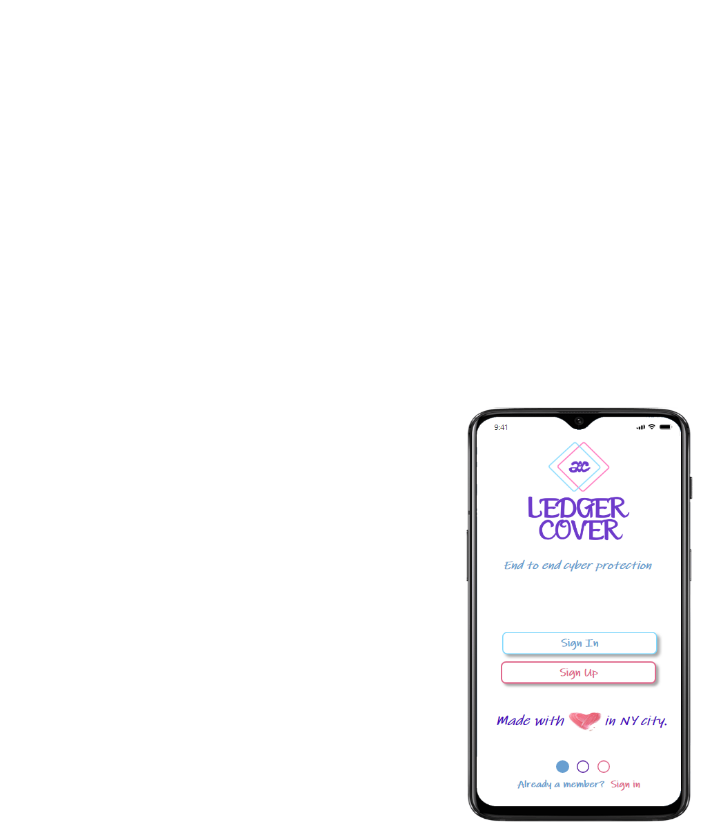 9:41
LEDGER
COVER
End to end cyber protection
Sign In
Sign Up
Made with in NY city.
Already a member? Sign in